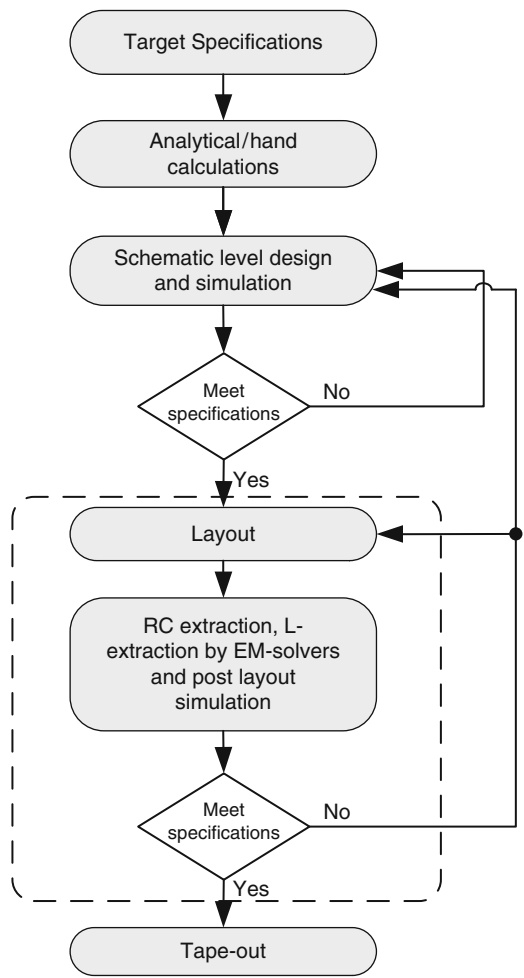 Target Specifications
Analytical/hand
calculations
Schematic level design
and simulation
Meet
specifications
No
Yes
Layout
RC extraction, L-
extraction by EM-solvers
and post layout
simulation
Meet
specifications
No
Yes
Tape-out